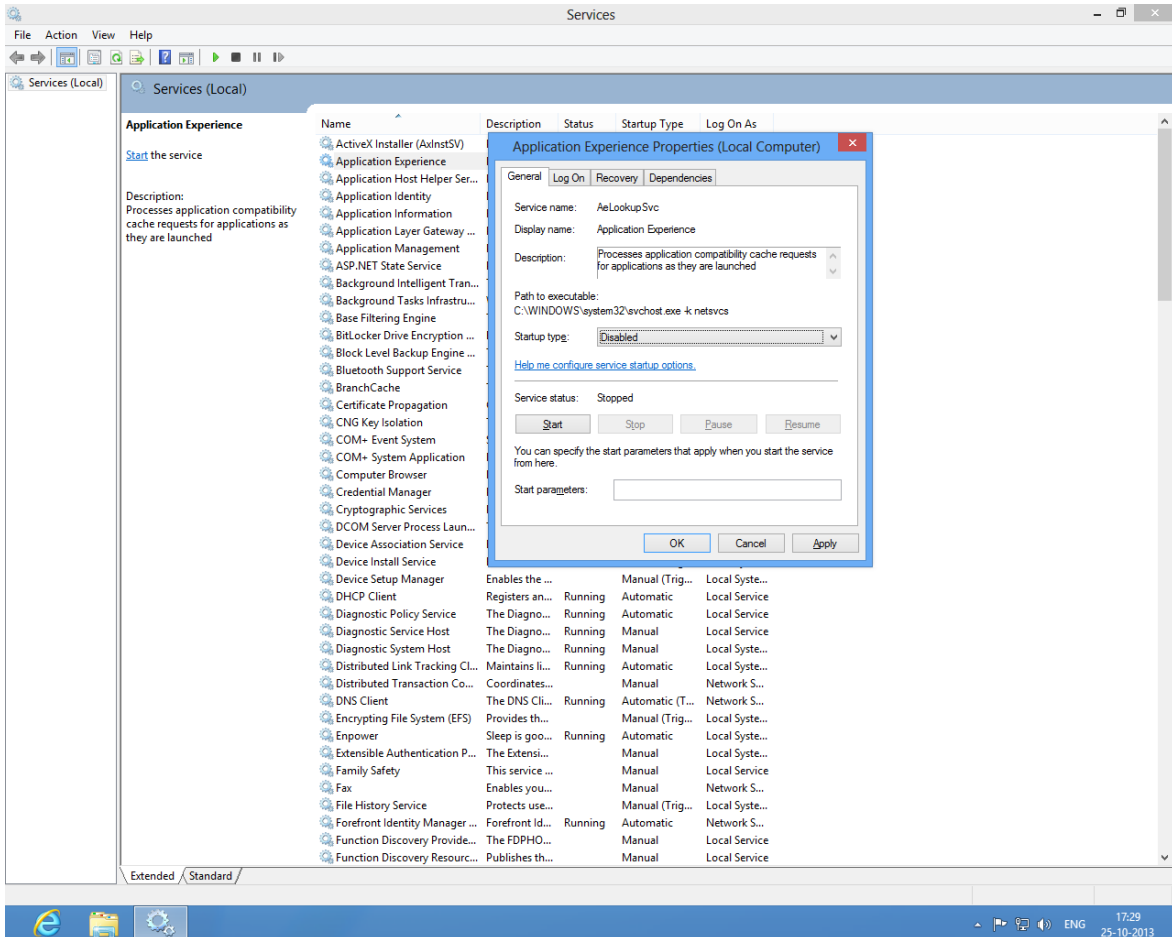 Services
File Action View Help
Services (Local)
Services (Local)
Application Experience
Start the service
Description:
Processes application compatibility
cache requests for applications as
they are launched
Name Description Status Startup Type Log On As
ActiveX Installer (AxInstSV)
Application Experience
Application Host Helper Ser...
Application Identity
Application Information
Application Layer Gateway ...
Application Management
ASP.NET State Service
Background Intelligent Tran...
Background Tasks Infrastru...
Base Filtering Engine
BitLocker Drive Encryption ...
Block Level Backup Engine ...
Bluetooth Support Service
BranchCache
Certificate Propagation
CNG Key Isolation
COM+ Event System
COM+ System Application
Computer Browser
Credential Manager
Cryptographic Services
DCOM Server Process Laun...
Device Association Service
Device Install Service
Device Setup Manager Enables the ... Manual (Trig... Local Syste...
DHCP Client Registers an... Running Automatic Local Service
Diagnostic Policy Service The Diagno... Running Automatic Local Service
Diagnostic Service Host The Diagno... Running Manual Local Service
Diagnostic System Host The Diagno... Running Manual Local Syste...
Distributed Link Tracking Cl... Maintains li... Running Automatic Local Syste...
Distributed Transaction Co... Coordinates... Manual Network S...
DNS Client The DNS Cli... Running Automatic (T... Network S...
Encrypting File System (EFS) Provides th... Manual (Trig... Local Syste...
Enpower Sleep is goo... Running Automatic Local Syste...
Extensible Authentication P... The Extensi... Manual Local Syste...
Family Safety This service ... Manual Local Service
Fax Enables you... Manual Network S...
File History Service Protects use... Manual (Trig... Local Syste...
Forefront Identity Manager ... Forefront Id... Running Automatic Network S...
Function Discovery Provide... The FDPHO... Manual Local Service
Function Discovery Resourc... Publishes th... Manual Local Service
Application Experience Properties (Local Computer)
General Log On Recovery Dependencies
Service name: AeLookupSvc
Display name: Application Experience
Description: Processes application compatibility cache requests
for applications as they are launched
Path to executable:
C:\WINDOWS\system32\svchost.exe -k netsvcs
Startup type: Disabled
Help me configure service startup options.
Service status: Stopped
Start Stop Pause Resume
You can specify the start parameters that apply when you start the service
from here.
Start parameters:
OK Cancel Apply
Extended Standard
ENG 17:29
25-10-2013